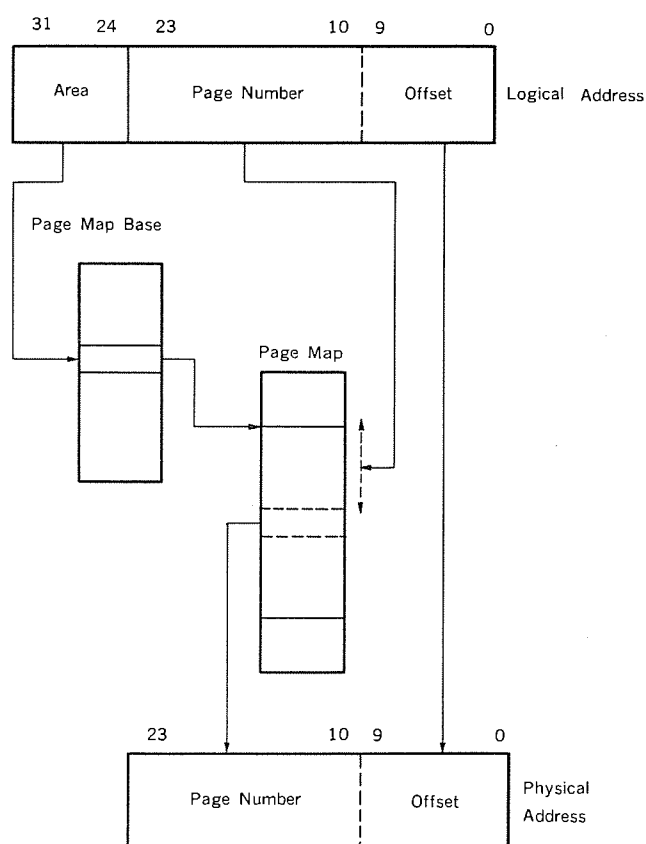 31 24 23 10 9 0
Area Page Number Offset Logical Address
Page Map Base
Page Map
23 10 9 0
Page Number Offset Physical
Address